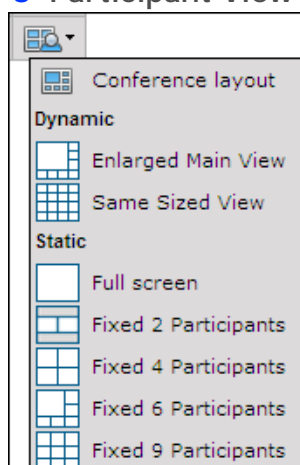 Participant View
Conference layout
Dynamic
Enlarged Main View
Same Sized View
Static
Full screen
Fixed 2 Participants
Fixed 4 Participants
Fixed 6 Participants
Fixed 9 Participants